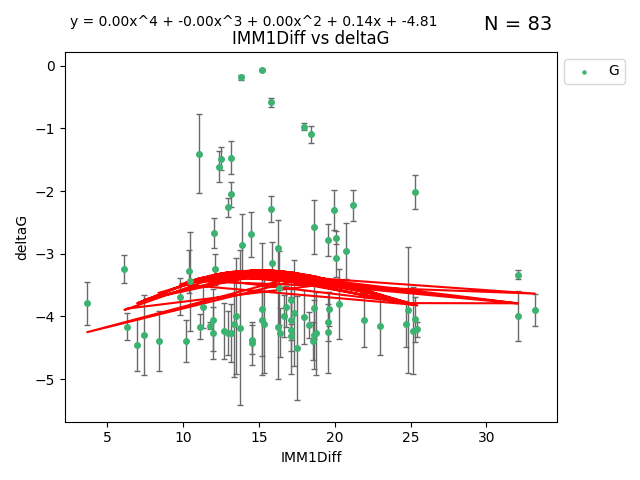 y = 0.00x^4 + -0.00x^3 + 0.00x^2 + 0.14x + -4.81
N = 83
IMM1Diff vs deltaG
G
deltaG
0
−1
−2
−3
−4
−5
5 10 15 20 25 30
IMM1Diff